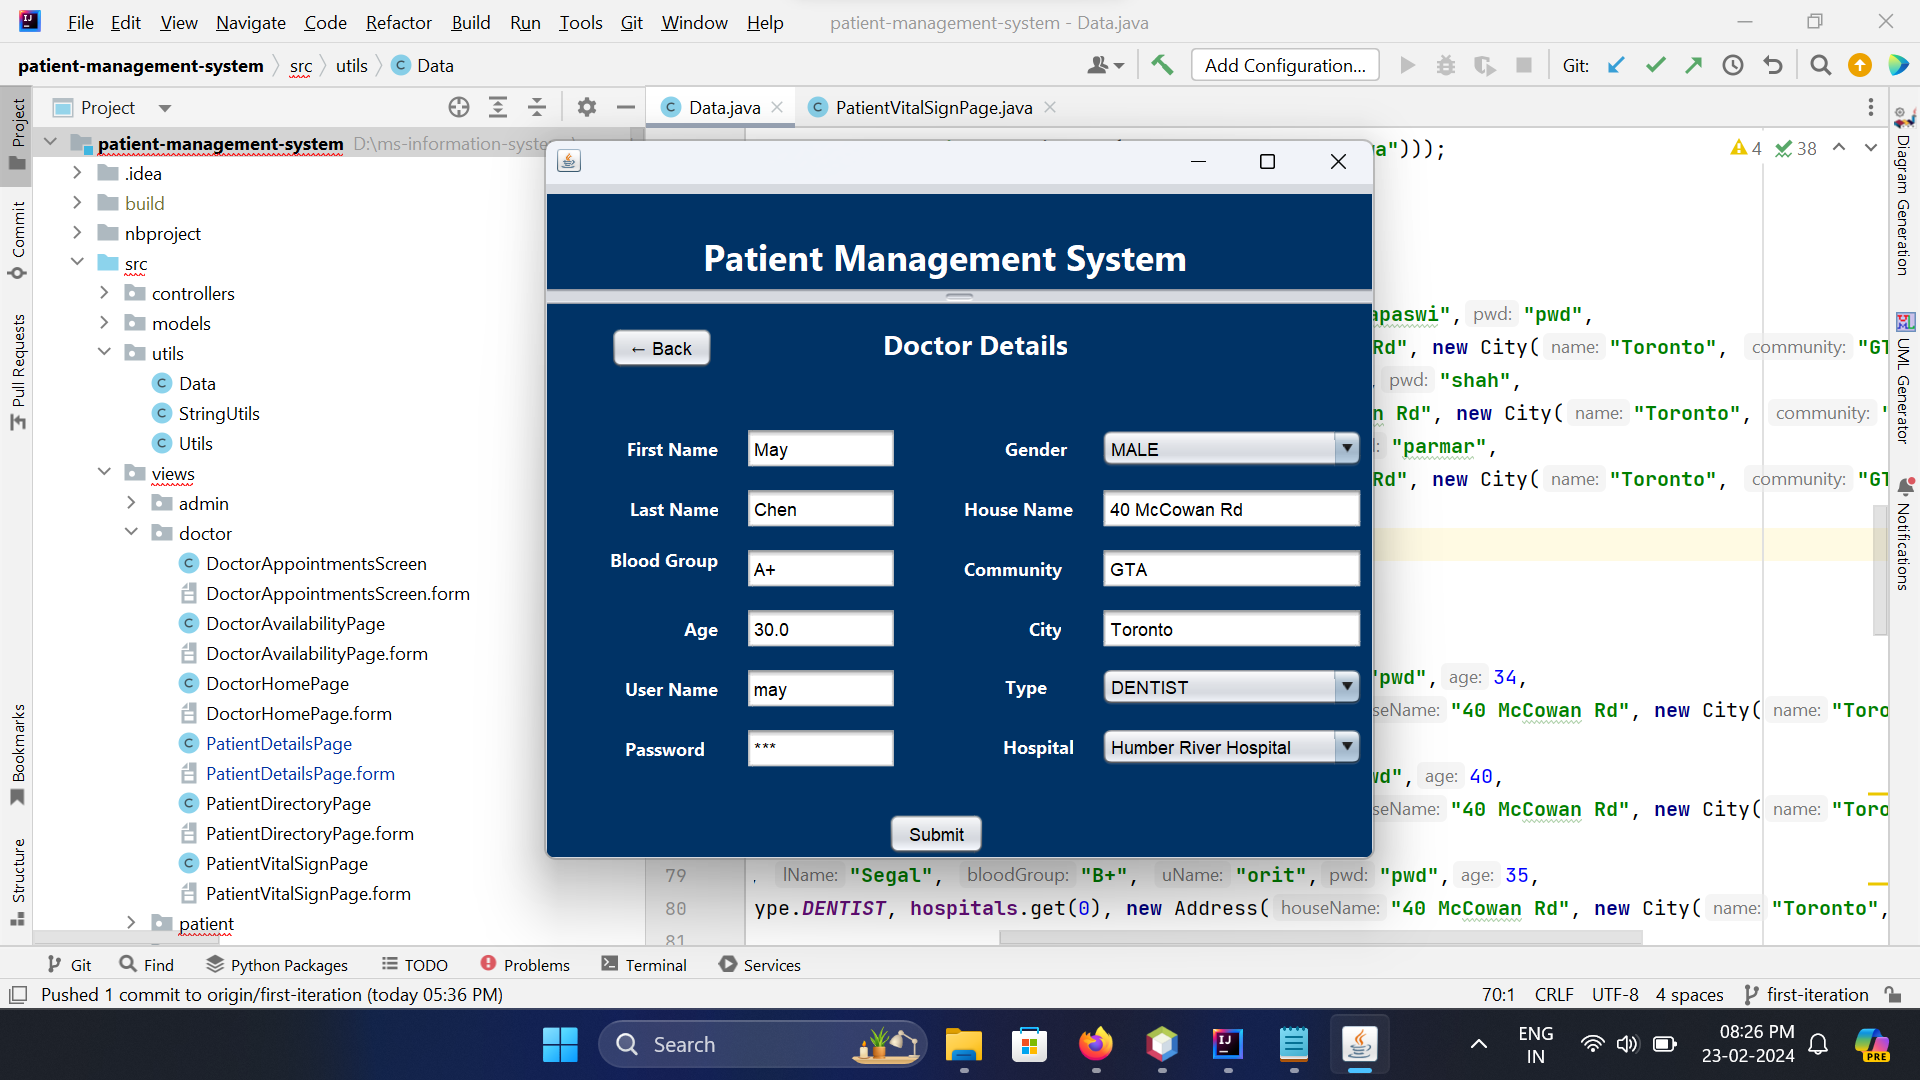 File Edit View Navigate Code Refactor Build Run Tools Git Window Help patient-management-system - Data.java
patient-management-system src utils Data Add Configuration... Git:
Project
Data.java PatientVitalSignPage.java
patient-management-system D:\ms-information-syste
.idea
build
nbproject
src
controllers
models
utils
Data
StringUtils
Utils
views
admin
doctor
DoctorAppointmentsScreen
DoctorAppointmentsScreen.form
DoctorAvailabilityPage
DoctorAvailabilityPage.form
DoctorHomePage
DoctorHomePage.form
PatientDetailsPage
PatientDetailsPage.form
PatientDirectoryPage
PatientDirectoryPage.form
PatientVitalSignPage
PatientVitalSignPage.form
patient
Project
Commit
Pull Requests
Bookmarks
Structure
Patient Management System
← Back
Doctor Details
First Name May Gender MALE
Last Name Chen House Name 40 McCowan Rd
Blood Group A+ Community GTA
Age 30.0 City Toronto
User Name may Type DENTIST
Password *** Hospital Humber River Hospital
Submit
a")));
4 38
apaswi", pwd: "pwd",
Rd", new City( name: "Toronto", community: "GT
pwd: "shah",
n Rd", new City( name: "Toronto", community: "
"parmar",
Rd", new City( name: "Toronto", community: "GT
"pwd", age: 34,
seName: "40 McCowan Rd", new City( name: "Toro
wd", age: 40,
seName: "40 McCowan Rd", new City( name: "Toro
79 , lName: "Segal", bloodGroup: "B+", uName: "orit", pwd: "pwd", age: 35,
80 ype.DENTIST, hospitals.get(0), new Address( houseName: "40 McCowan Rd", new City( name: "Toronto",
81
Diagram Generation
UML Generator
Notifications
Git Find Python Packages TODO Problems Terminal Services
Pushed 1 commit to origin/first-iteration (today 05:36 PM) 70:1 CRLF UTF-8 4 spaces first-iteration
Search
ENG
IN
08:26 PM
23-02-2024
PRE